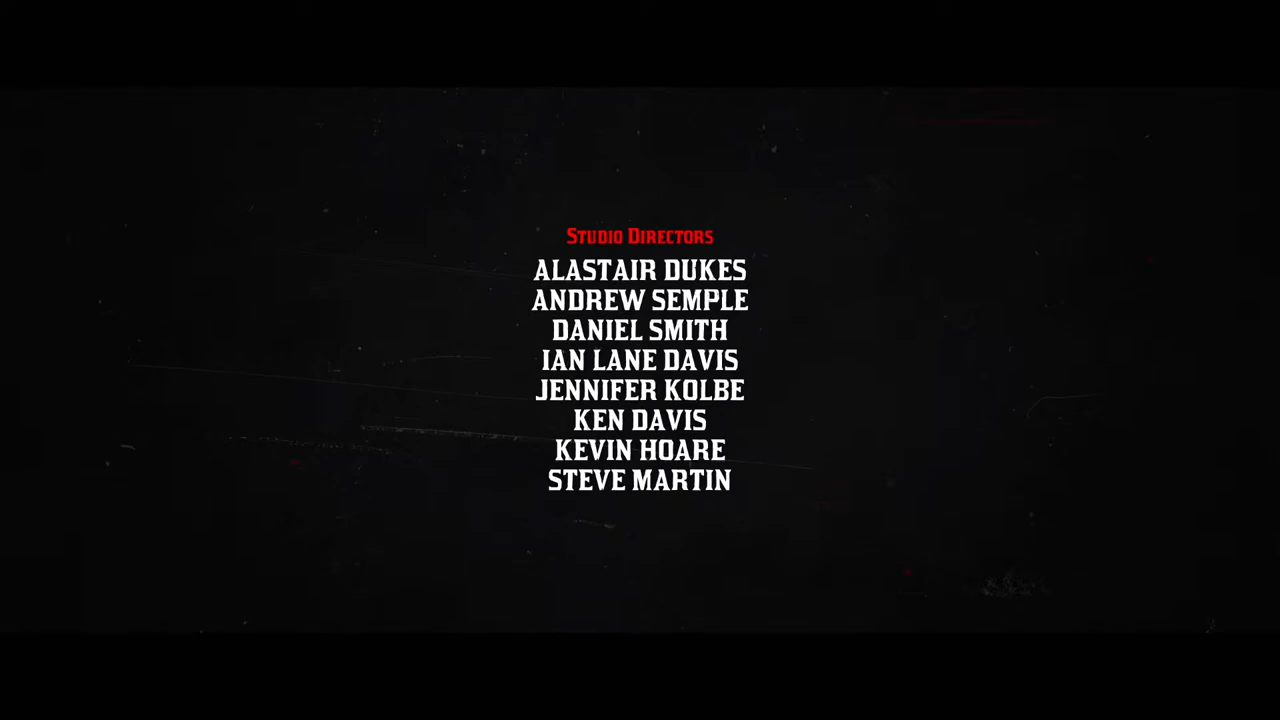 Studio Directors
ALASTAIR DUKES
ANDREW SEMPLE
DANIEL SMITH
IAN LANE DAVIS
JENNIFER KOLBE
KEN DAVIS
KEVIN HOARE
STEVE MARTIN